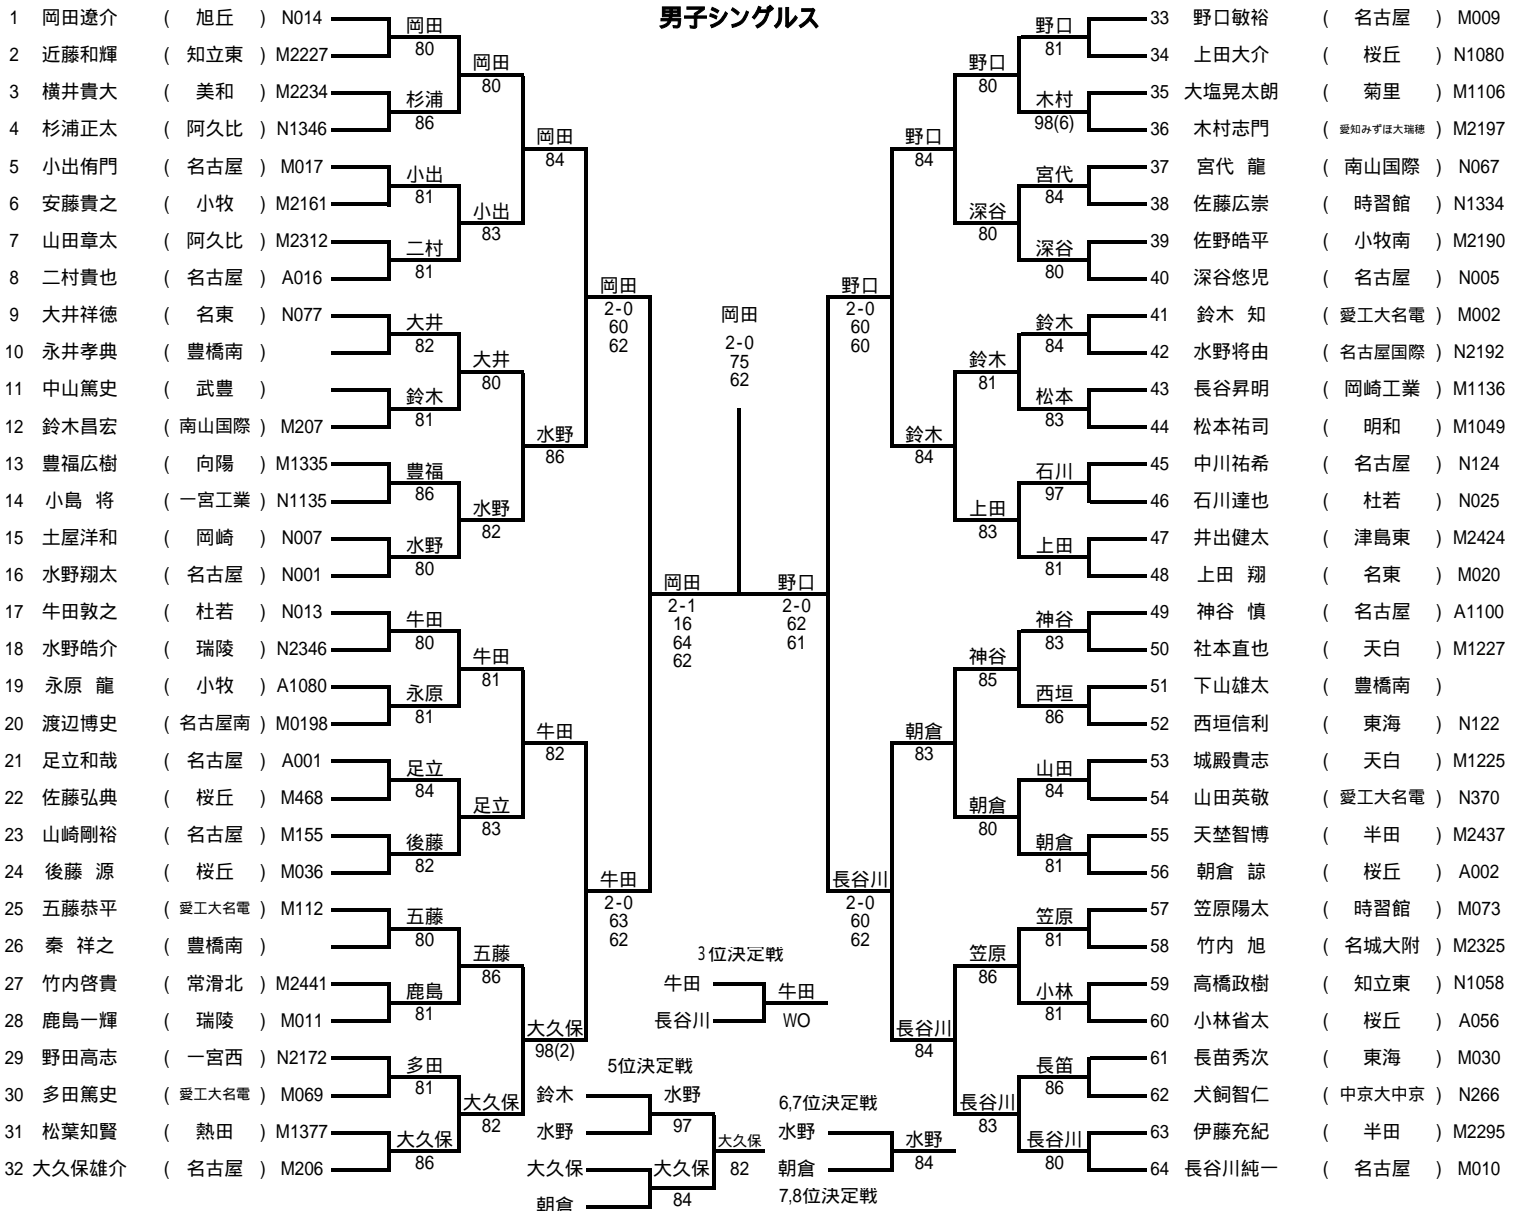 男子シングルス
1 岡田遼介 ( 旭丘 ) N014
2 近藤和輝 ( 知立東 ) M2227
3 横井貴大 ( 美和 ) M2234
4 杉浦正太 ( 阿久比 ) N1346
5 小出侑門 ( 名古屋 ) M017
6 安藤貴之 ( 小牧 ) M2161
7 山田章太 ( 阿久比 ) M2312
8 二村貴也 ( 名古屋 ) A016
9 大井祥徳 ( 名東 ) N077
10 永井孝典 ( 豊橋南 )
11 中山篤史 ( 武豊 )
12 鈴木昌宏 ( 南山国際 ) M207
13 豊福広樹 ( 向陽 ) M1335
14 小島 将 ( 一宮工業 ) N1135
15 土屋洋和 ( 岡崎 ) N007
16 水野翔太 ( 名古屋 ) N001
17 牛田敦之 ( 杜若 ) N013
18 水野皓介 ( 瑞陵 ) N2346
19 永原 龍 ( 小牧 ) A1080
20 渡辺博史 ( 名古屋南 ) M0198
21 足立和哉 ( 名古屋 ) A001
22 佐藤弘典 ( 桜丘 ) M468
23 山崎剛裕 ( 名古屋 ) M155
24 後藤 源 ( 桜丘 ) M036
25 五藤恭平 ( 愛工大名電 ) M112
26 秦 祥之 ( 豊橋南 )
27 竹内啓貴 ( 常滑北 ) M2441
28 鹿島一輝 ( 瑞陵 ) M011
29 野田高志 ( 一宮西 ) N2172
30 多田篤史 ( 愛工大名電 ) M069
31 松葉知賢 ( 熱田 ) M1377
32 大久保雄介 ( 名古屋 ) M206
岡田
80
杉浦
86
小出
81
二村
81
大井
82
鈴木
81
豊福
86
水野
80
牛田
80
永原
81
足立
84
後藤
82
五藤
80
鹿島
81
多田
81
大久保
86
岡田
80
小出
83
大井
80
水野
82
牛田
81
足立
83
五藤
86
大久保
82
岡田
84
水野
86
牛田
82
大久保
98(2)
岡田
2-0
60
62
牛田
2-0
63
62
岡田
2-1
16
64
62
岡田
2-0
75
62
野口
2-0
62
61
野口
2-0
60
60
長谷川
2-0
60
62
野口
84
鈴木
84
朝倉
83
長谷川
84
野口
80
深谷
80
鈴木
81
上田
83
神谷
85
朝倉
80
笠原
86
長谷川
83
野口
81
木村
98(6)
宮代
84
深谷
80
鈴木
84
松本
83
石川
97
上田
81
神谷
83
西垣
86
山田
84
朝倉
81
笠原
81
小林
81
長笛
86
長谷川
80
33 野口敏裕 ( 名古屋 ) M009
34 上田大介 ( 桜丘 ) N1080
35 大塩晃太朗 ( 菊里 ) M1106
36 木村志門 ( 愛知みずほ大瑞穂 ) M2197
37 宮代 龍 ( 南山国際 ) N067
38 佐藤広崇 ( 時習館 ) N1334
39 佐野皓平 ( 小牧南 ) M2190
40 深谷悠児 ( 名古屋 ) N005
41 鈴木 知 ( 愛工大名電 ) M002
42 水野将由 ( 名古屋国際 ) N2192
43 長谷昇明 ( 岡崎工業 ) M1136
44 松本祐司 ( 明和 ) M1049
45 中川祐希 ( 名古屋 ) N124
46 石川達也 ( 杜若 ) N025
47 井出健太 ( 津島東 ) M2424
48 上田 翔 ( 名東 ) M020
49 神谷 慎 ( 名古屋 ) A1100
50 社本直也 ( 天白 ) M1227
51 下山雄太 ( 豊橋南 )
52 西垣信利 ( 東海 ) N122
53 城殿貴志 ( 天白 ) M1225
54 山田英敬 ( 愛工大名電 ) N370
55 天埜智博 ( 半田 ) M2437
56 朝倉 諒 ( 桜丘 ) A002
57 笠原陽太 ( 時習館 ) M073
58 竹内 旭 ( 名城大附 ) M2325
59 高橋政樹 ( 知立東 ) N1058
60 小林省太 ( 桜丘 ) A056
61 長苗秀次 ( 東海 ) M030
62 犬飼智仁 ( 中京大中京 ) N266
63 伊藤充紀 ( 半田 ) M2295
64 長谷川純一 ( 名古屋 ) M010
3位決定戦
牛田
長谷川
牛田
WO
5位決定戦
鈴木
水野
水野
97
大久保
朝倉
大久保
84
大久保
82
6,7位決定戦
水野
朝倉
水野
84
7,8位決定戦